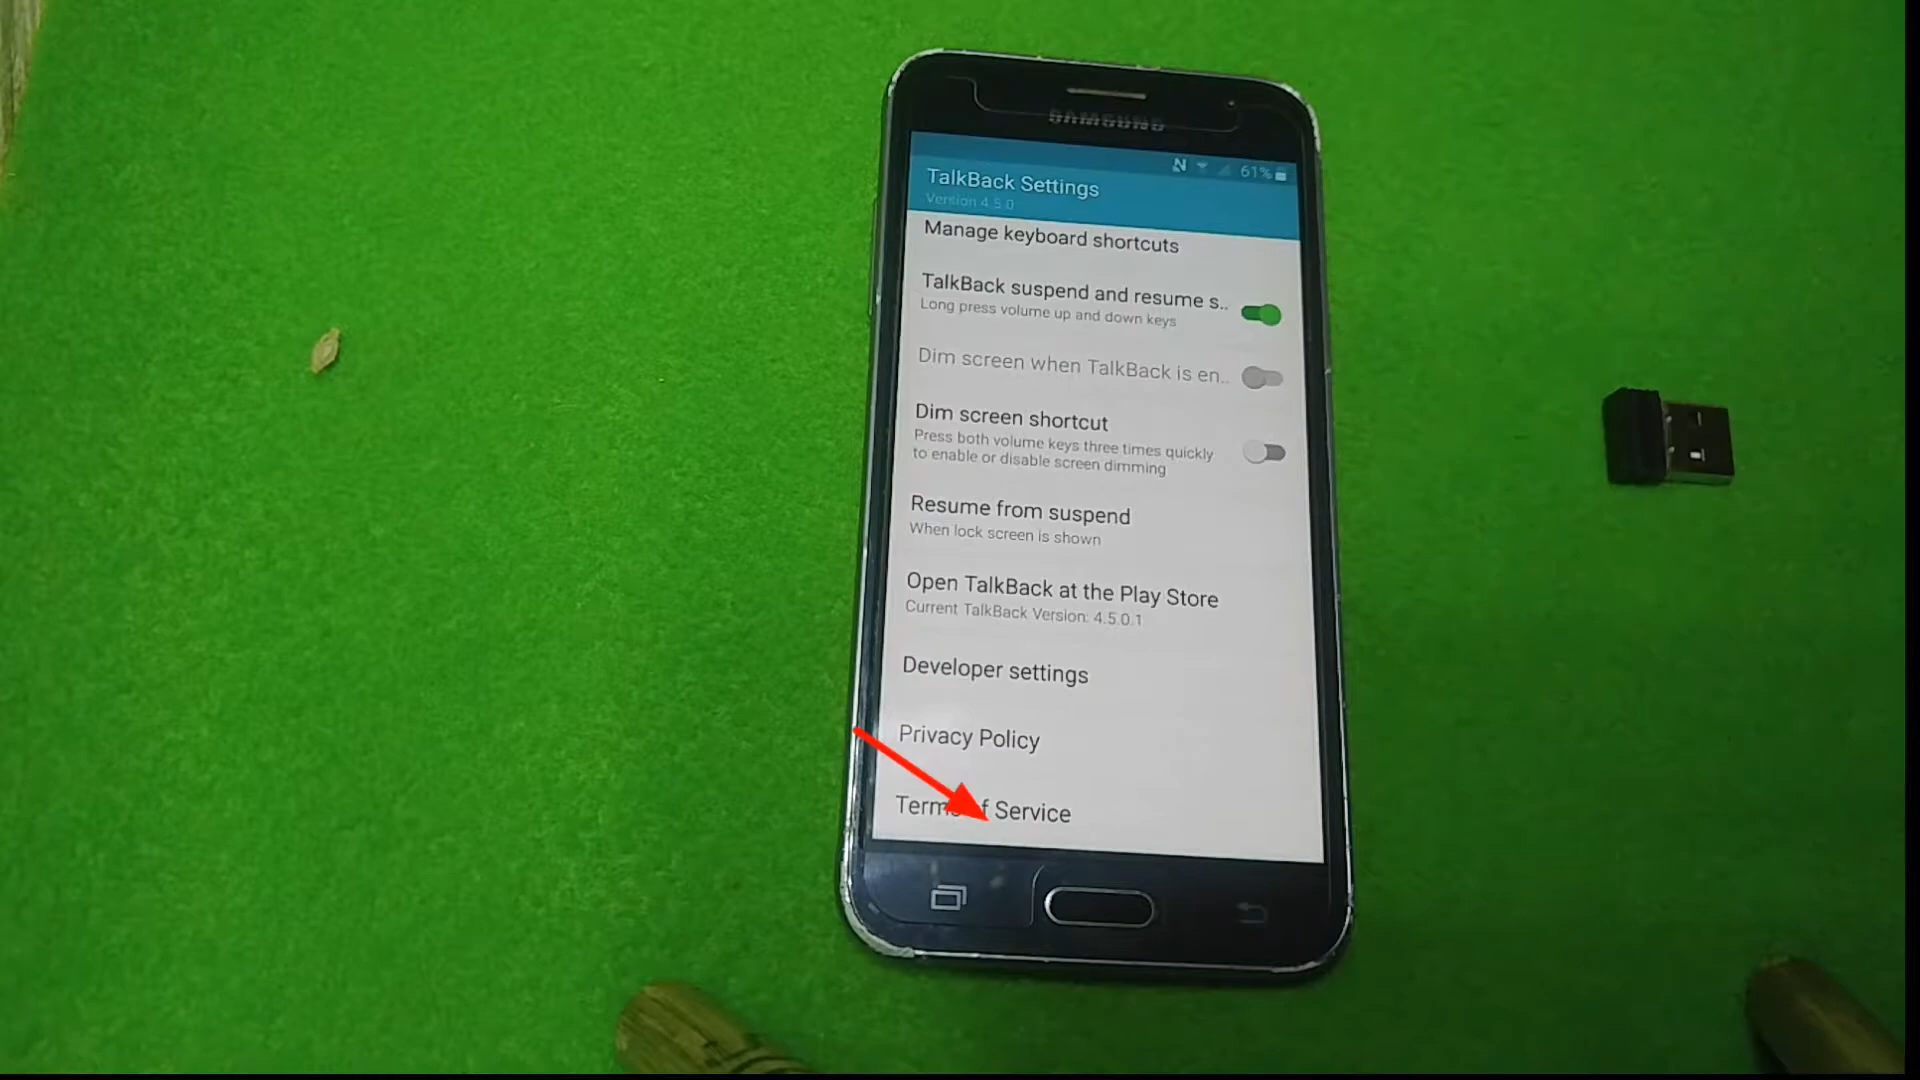 SAMSUNG
61%
TalkBack Settings
Version 4.5.0
Manage keyboard shortcuts
TalkBack suspend and resume s..
Long press volume up and down keys
Dim screen when TalkBack is en..
Dim screen shortcut
Press both volume keys three times quickly
to enable or disable screen dimming
Resume from suspend
When lock screen is shown
Open TalkBack at the Play Store
Current TalkBack Version: 4.5.0.1
Developer settings
Privacy Policy
Terms of Service